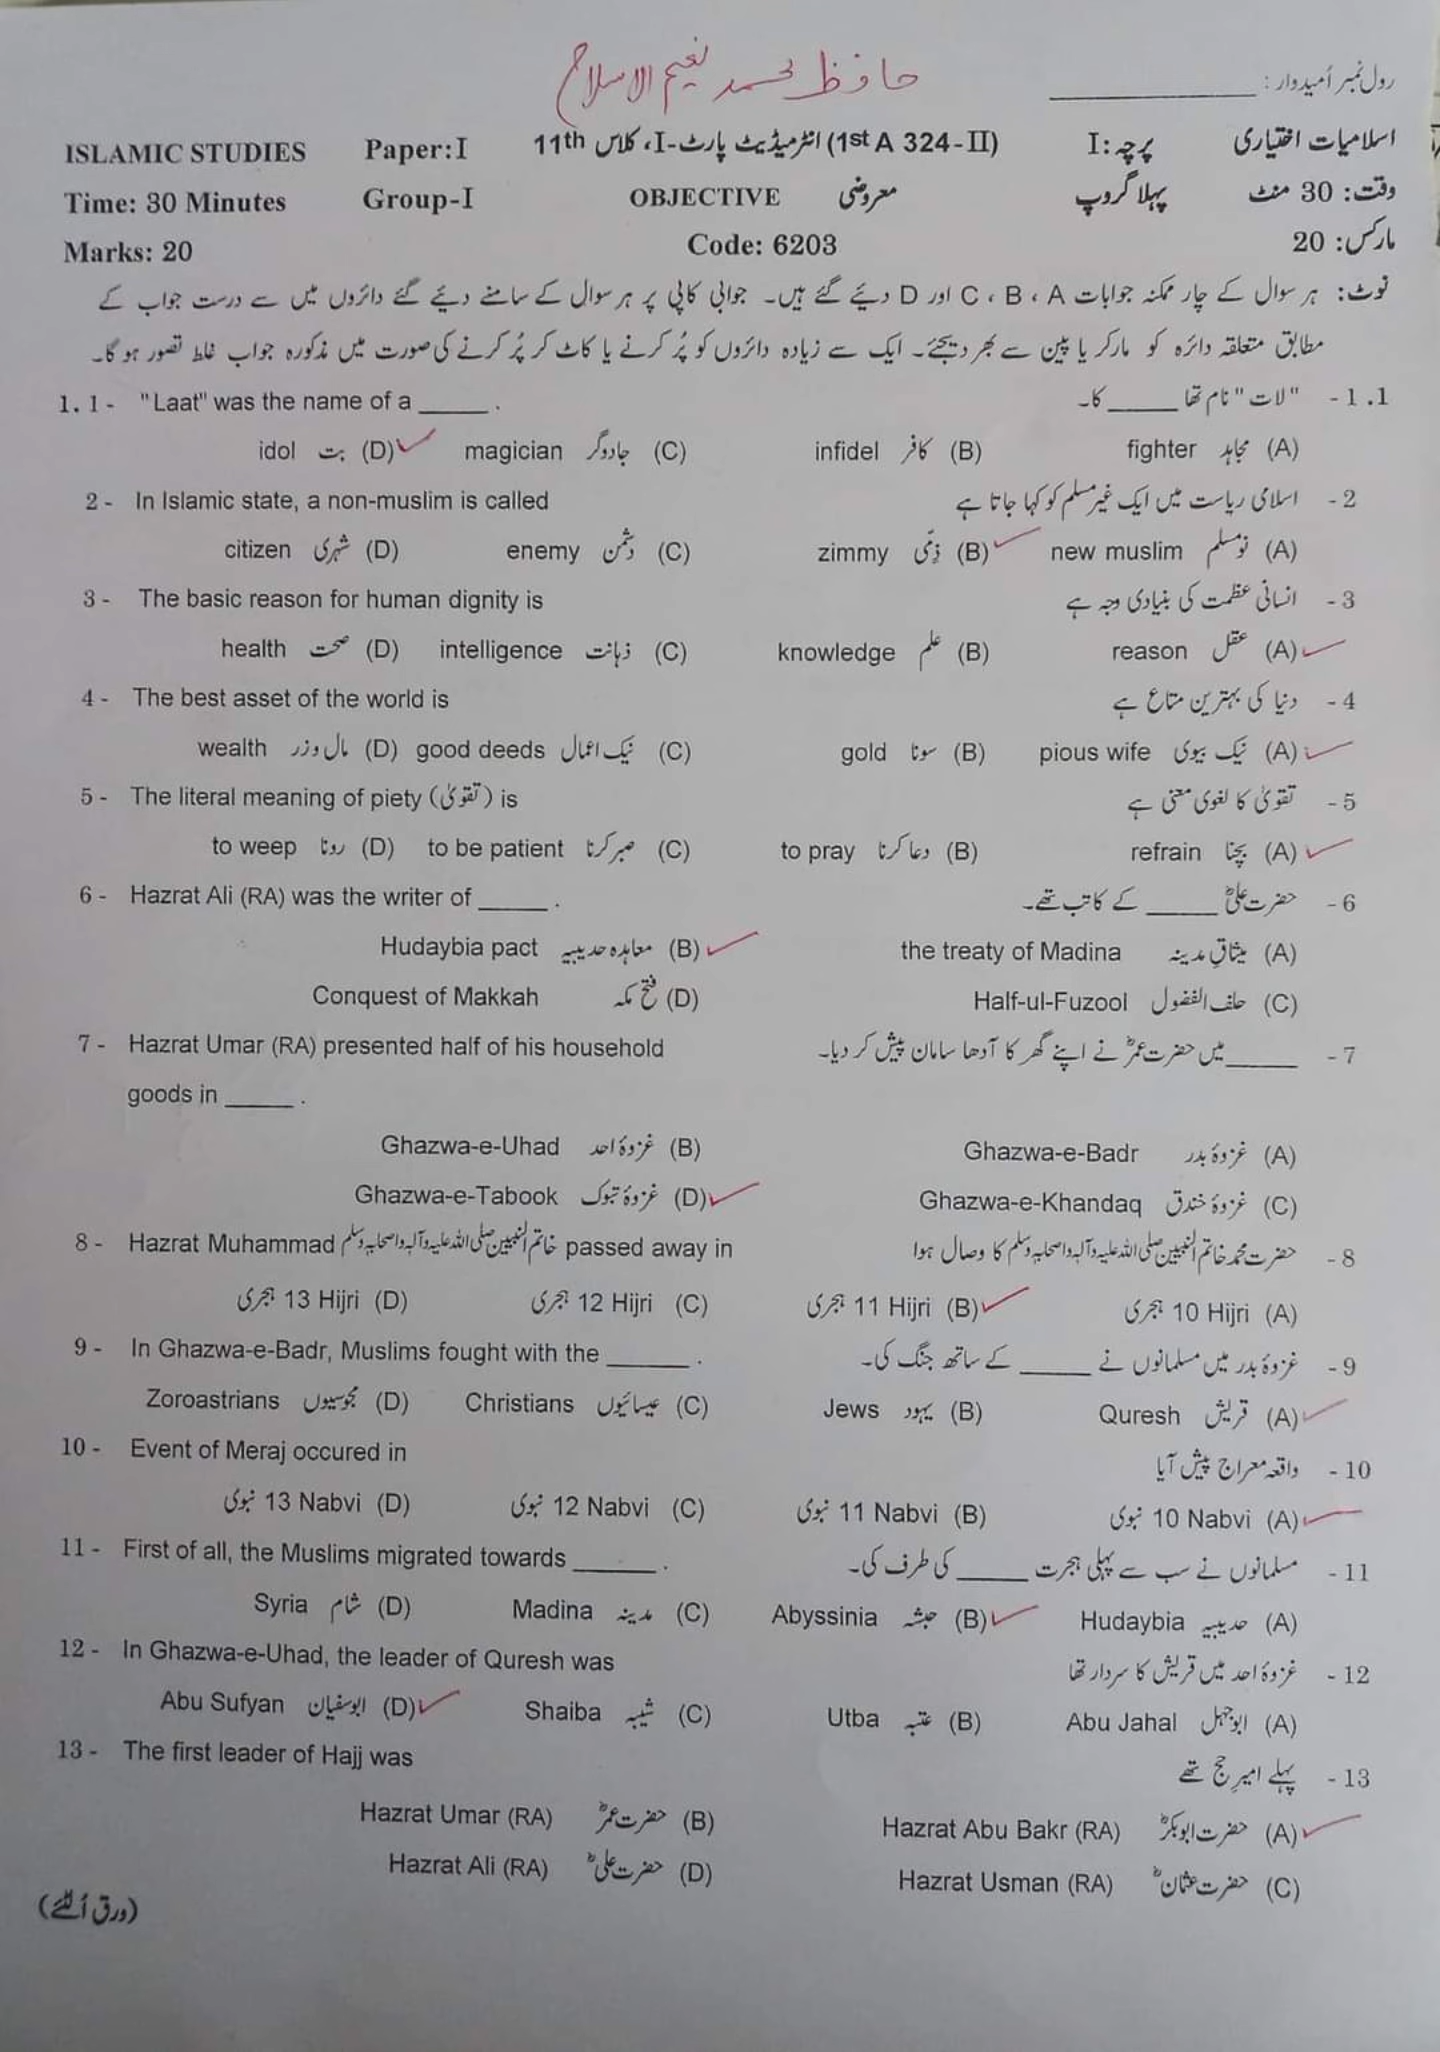 حافظ محمد نعیم الاسلام
رول نمبر اُمیدوار: ____________
ISLAMIC STUDIES Paper:I انٹرمیڈیٹ پارٹ-I، کلاس 11th (1st A 324-II) پرچہ: I اسلامیات اختیاری
Time: 30 Minutes Group-I OBJECTIVE معروضی پہلا گروپ وقت: 30 منٹ
Marks: 20 Code: 6203 مارکس: 20
نوٹ: ہر سوال کے چار ممکنہ جوابات A ، B ، C اور D دیئے گئے ہیں۔ جوابی کاپی پر ہر سوال کے سامنے دیئے گئے دائروں میں سے درست جواب کے
مطابق متعلقہ دائرہ کو مارکر یا پین سے بھر دیجئے۔ ایک سے زیادہ دائروں کو پُر کرنے یا کاٹ کر پُر کرنے کی صورت میں مذکورہ جواب غلط تصور ہو گا۔
1. 1 - "Laat" was the name of a _____ . "لات" نام تھا _____ کا۔ - 1 .1
idol بت (D) magician جادوگر (C) infidel کافر (B) fighter مجاہد (A)
2 - In Islamic state, a non-muslim is called اسلامی ریاست میں ایک غیر مسلم کو کہا جاتا ہے - 2
citizen شہری (D) enemy دشمن (C) zimmy ذِمّی (B) new muslim نومسلم (A)
3 - The basic reason for human dignity is انسانی عظمت کی بنیادی وجہ ہے - 3
health صحت (D) intelligence ذہانت (C) knowledge علم (B) reason عقل (A)
4 - The best asset of the world is دنیا کی بہترین متاع ہے - 4
wealth مال وزر (D) good deeds نیک اعمال (C) gold سونا (B) pious wife نیک بیوی (A)
5 - The literal meaning of piety (تقویٰ) is تقویٰ کا لغوی معنی ہے - 5
to weep رونا (D) to be patient صبر کرنا (C) to pray دعا کرنا (B) refrain بچنا (A)
6 - Hazrat Ali (RA) was the writer of _____ . حضرت علیؓ _____ کے کاتب تھے۔ - 6
Hudaybia pact معاہدہ حدیبیہ (B) the treaty of Madina میثاقِ مدینہ (A)
Conquest of Makkah فتح مکہ (D) Half-ul-Fuzool حلف الفضول (C)
7 - Hazrat Umar (RA) presented half of his household _____ میں حضرت عمرؓ نے اپنے گھر کا آدھا سامان پیش کر دیا۔ - 7
goods in _____ .
Ghazwa-e-Uhad غزوۂ احد (B) Ghazwa-e-Badr غزوۂ بدر (A)
Ghazwa-e-Tabook غزوۂ تبوک (D) Ghazwa-e-Khandaq غزوۂ خندق (C)
8 - Hazrat Muhammad خاتم النبیین صلی اللہ علیہ وآلہ واصحابہ وسلم passed away in حضرت محمد خاتم النبیین صلی اللہ علیہ وآلہ واصحابہ وسلم کا وصال ہوا - 8
13 Hijri ہجری (D) 12 Hijri ہجری (C) 11 Hijri ہجری (B) 10 Hijri ہجری (A)
9 - In Ghazwa-e-Badr, Muslims fought with the ______ . غزوۂ بدر میں مسلمانوں نے _____ کے ساتھ جنگ کی۔ - 9
Zoroastrians مجوسیوں (D) Christians عیسائیوں (C) Jews یہود (B) Quresh قریش (A)
10 - Event of Meraj occured in واقعہ معراج پیش آیا - 10
13 Nabvi نبوی (D) 12 Nabvi نبوی (C) 11 Nabvi نبوی (B) 10 Nabvi نبوی (A)
11 - First of all, the Muslims migrated towards ______ . مسلمانوں نے سب سے پہلی ہجرت _____ کی طرف کی۔ - 11
Syria شام (D) Madina مدینہ (C) Abyssinia حبشہ (B) Hudaybia حدیبیہ (A)
12 - In Ghazwa-e-Uhad, the leader of Quresh was غزوۂ احد میں قریش کا سردار تھا - 12
Abu Sufyan ابوسفیان (D) Shaiba شیبہ (C) Utba عتبہ (B) Abu Jahal ابوجہل (A)
13 - The first leader of Hajj was پہلے امیرِ حج تھے - 13
Hazrat Umar (RA) حضرت عمرؓ (B) Hazrat Abu Bakr (RA) حضرت ابوبکرؓ (A)
Hazrat Ali (RA) حضرت علیؓ (D) Hazrat Usman (RA) حضرت عثمانؓ (C)
(ورق اُلٹئے)